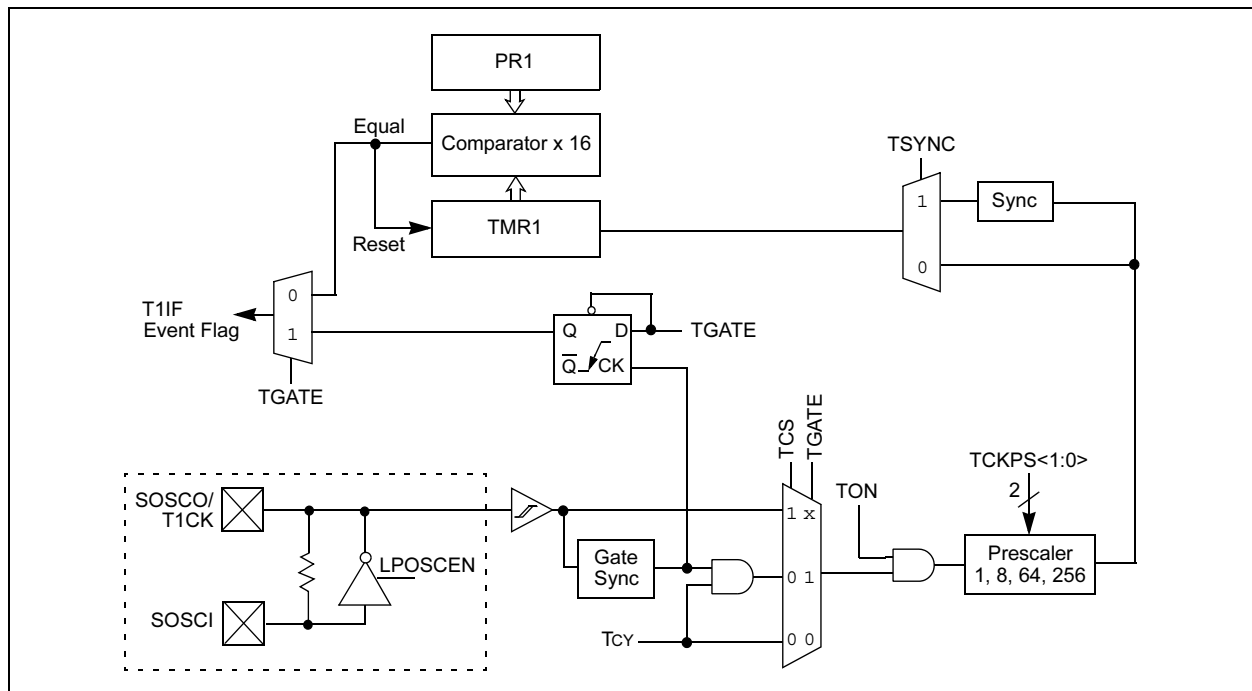 PR1
Equal
Comparator x 16
TSYNC
1
Sync
Reset
TMR1
0
T1IF
Event Flag
0
1
Q
D
TGATE
Q̅
CK
TGATE
TCS
TGATE
TCKPS<1:0>
2
TON
SOSCO/
T1CK
1 x
LPOSCEN
Gate
Sync
0 1
Prescaler
1, 8, 64, 256
SOSCI
TCY
0 0